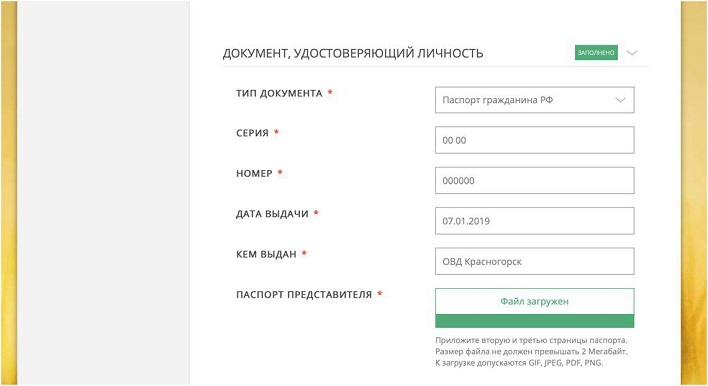 ДОКУМЕНТ, УДОСТОВЕРЯЮЩИЙ ЛИЧНОСТЬ ЗАПОЛНЕНО
ТИП ДОКУМЕНТА * Паспорт гражданина РФ
СЕРИЯ * 00 00
НОМЕР * 000000
ДАТА ВЫДАЧИ * 07.01.2019
КЕМ ВЫДАН * ОВД Красногорск
ПАСПОРТ ПРЕДСТАВИТЕЛЯ * Файл загружен
Приложите вторую и третью страницы паспорта.
Размер файла не должен превышать 2 Мегабайт.
К загрузке допускаются GIF, JPEG, PDF, PNG.